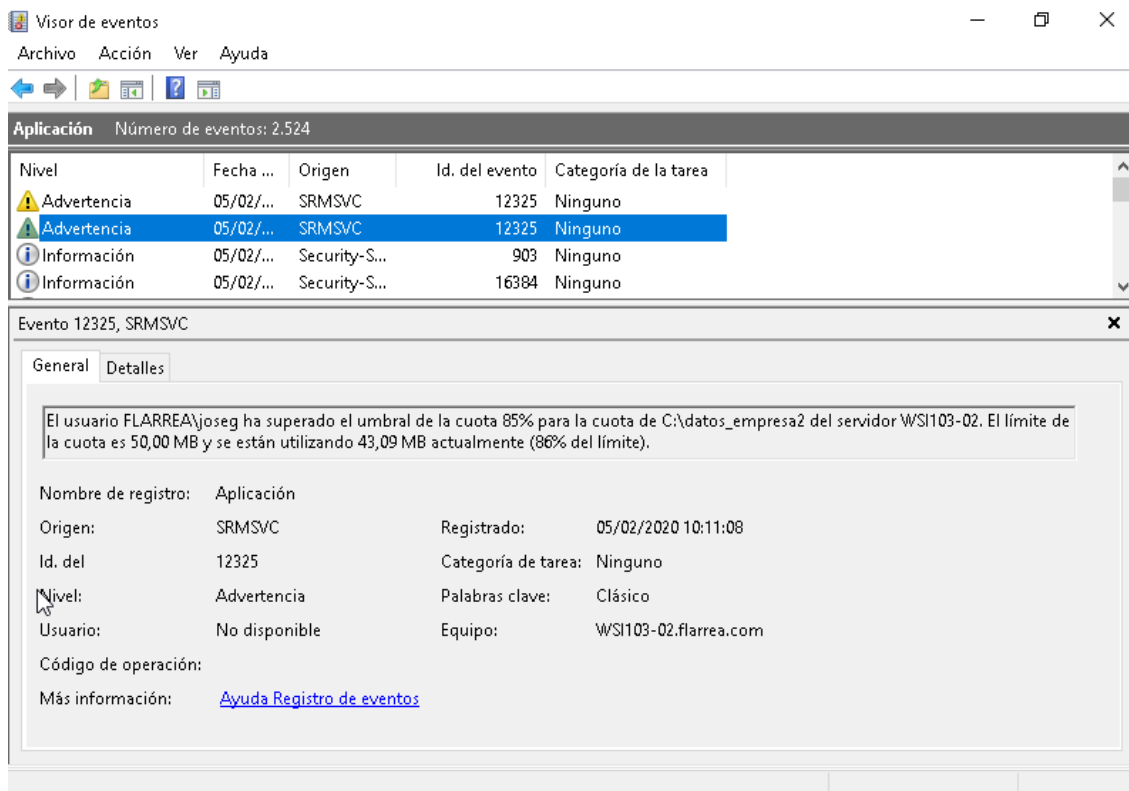 Visor de eventos
Archivo Acción Ver Ayuda
Aplicación Número de eventos: 2.524
Nivel Fecha ... Origen Id. del evento Categoría de la tarea
Advertencia 05/02/... SRMSVC 12325 Ninguno
Advertencia 05/02/... SRMSVC 12325 Ninguno
Información 05/02/... Security-S... 903 Ninguno
Información 05/02/... Security-S... 16384 Ninguno
Evento 12325, SRMSVC
General Detalles
El usuario FLARREA\joseg ha superado el umbral de la cuota 85% para la cuota de C:\datos_empresa2 del servidor WSI103-02. El límite de
la cuota es 50,00 MB y se están utilizando 43,09 MB actualmente (86% del límite).
Nombre de registro: Aplicación
Origen: SRMSVC Registrado: 05/02/2020 10:11:08
Id. del 12325 Categoría de tarea: Ninguno
Nivel: Advertencia Palabras clave: Clásico
Usuario: No disponible Equipo: WSI103-02.flarrea.com
Código de operación:
Más información: Ayuda Registro de eventos